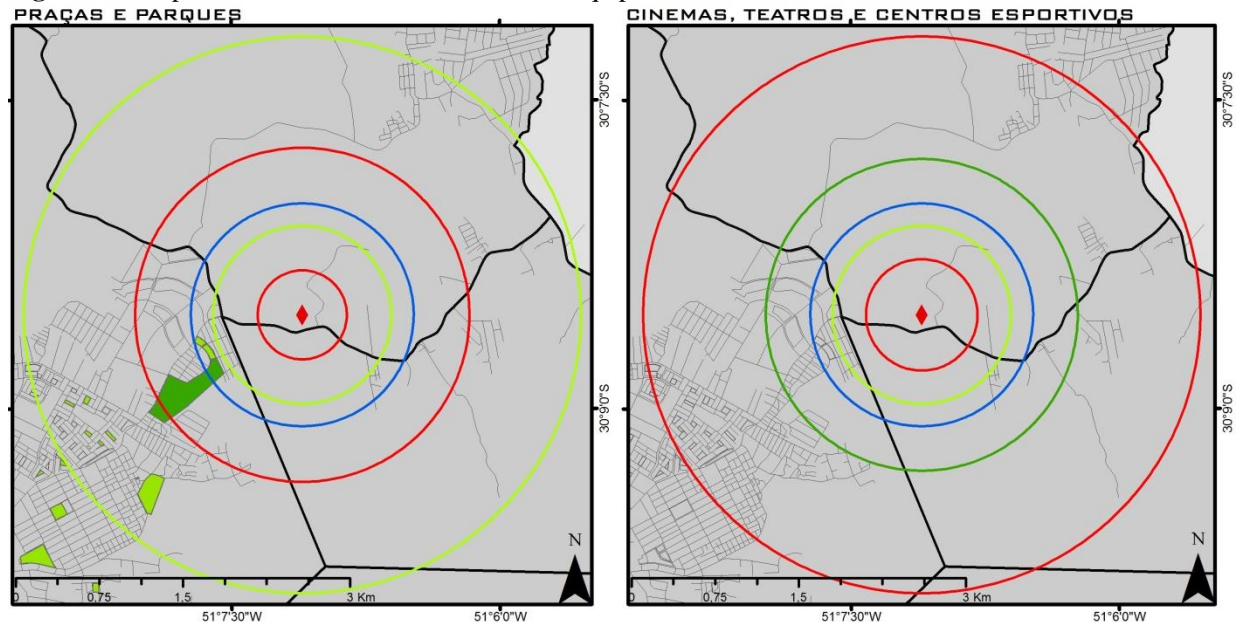 PRAÇAS E PARQUES
CINEMAS, TEATROS E CENTROS ESPORTIVOS
30°7'30"S
30°9'0"S
N
0 0.75 1.5 3 Km
51°7'30"W 51°6'0"W
30°7'30"S
30°9'0"S
N
0 0.75 1.5 3 Km
51°7'30"W 51°6'0"W